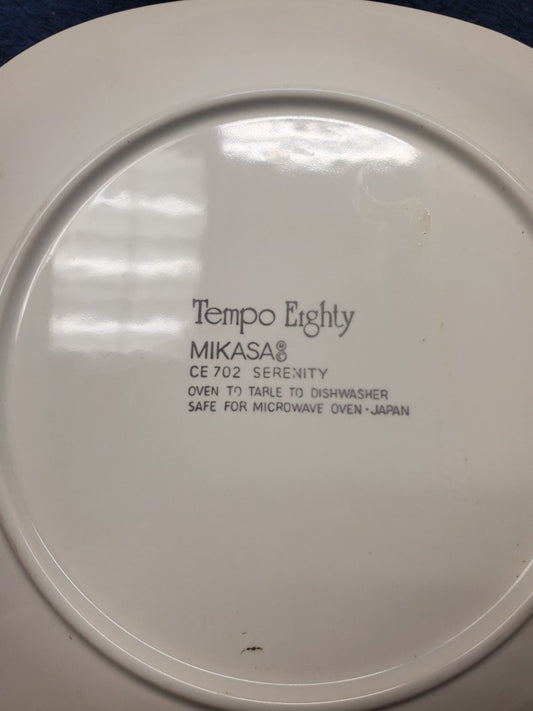 Tempo Eighty
MIKASA®©
CE 702 SERENITY
OVEN TO TABLE TO DISHWASHER
SAFE FOR MICROWAVE OVEN · JAPAN